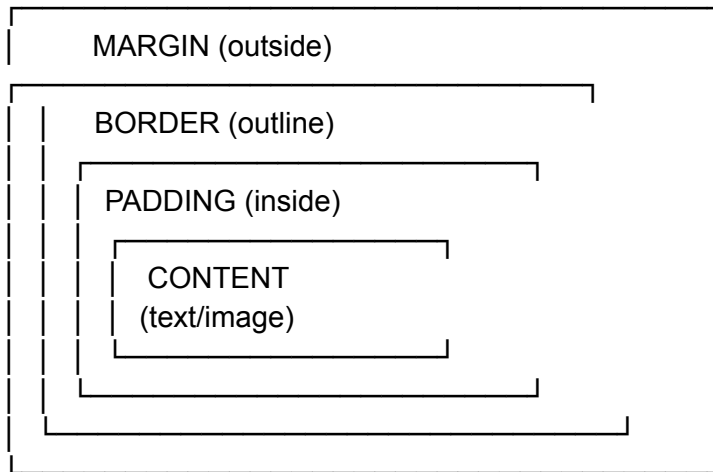 MARGIN (outside)
BORDER (outline)
PADDING (inside)
CONTENT
(text/image)